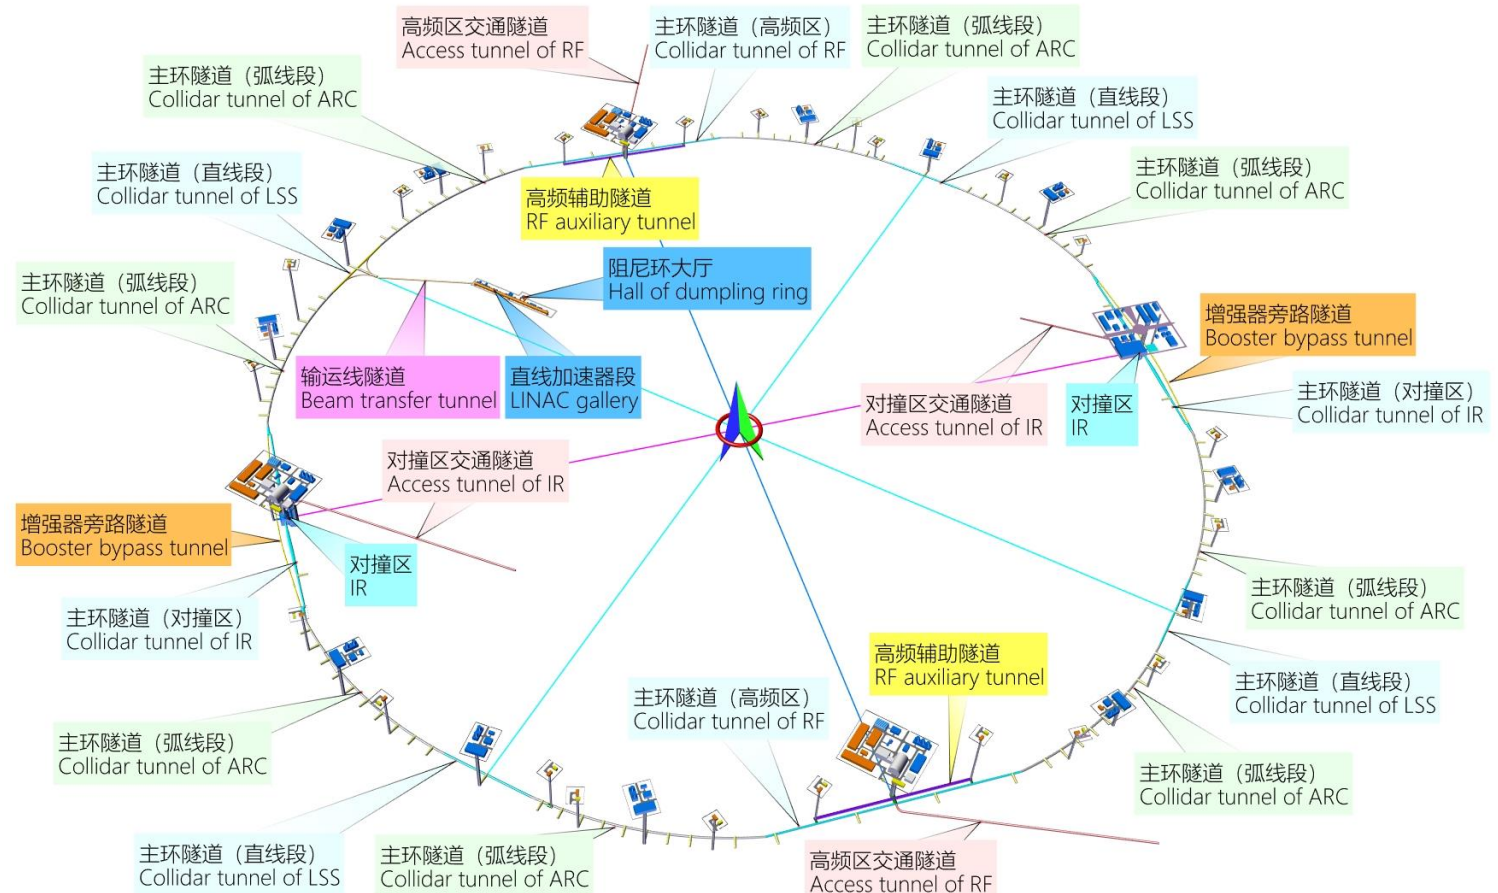 高频区交通隧道
Access tunnel of RF
主环隧道（高频区）
Collidar tunnel of RF
主环隧道（弧线段）
Collidar tunnel of ARC
主环隧道（弧线段）
Collidar tunnel of ARC
主环隧道（直线段）
Collidar tunnel of LSS
主环隧道（直线段）
Collidar tunnel of LSS
主环隧道（弧线段）
Collidar tunnel of ARC
高频辅助隧道
RF auxiliary tunnel
主环隧道（弧线段）
Collidar tunnel of ARC
阻尼环大厅
Hall of dumpling ring
增强器旁路隧道
Booster bypass tunnel
输运线隧道
Beam transfer tunnel
直线加速器段
LINAC gallery
对撞区交通隧道
Access tunnel of IR
对撞区
IR
主环隧道（对撞区）
Collidar tunnel of IR
对撞区交通隧道
Access tunnel of IR
增强器旁路隧道
Booster bypass tunnel
对撞区
IR
主环隧道（对撞区）
Collidar tunnel of IR
主环隧道（弧线段）
Collidar tunnel of ARC
高频辅助隧道
RF auxiliary tunnel
主环隧道（高频区）
Collidar tunnel of RF
主环隧道（直线段）
Collidar tunnel of LSS
主环隧道（弧线段）
Collidar tunnel of ARC
主环隧道（弧线段）
Collidar tunnel of ARC
主环隧道（直线段）
Collidar tunnel of LSS
主环隧道（弧线段）
Collidar tunnel of ARC
高频区交通隧道
Access tunnel of RF